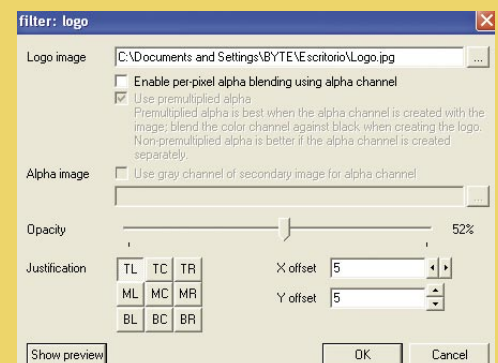 filter: logo
Logo image C:\Documents and Settings\BYTE\Escritorio\Logo.jpg ...
Enable per-pixel alpha blending using alpha channel
Use premultiplied alpha
Premultiplied alpha is best when the alpha channel is created with the
image; blend the color channel against black when creating the logo.
Non-premultiplied alpha is better if the alpha channel is created
separately.
Alpha image Use gray channel of secondary image for alpha channel
...
Opacity 52%
Justification TL TC TR X offset 5
ML MC MR Y offset 5
BL BC BR
Show preview OK Cancel